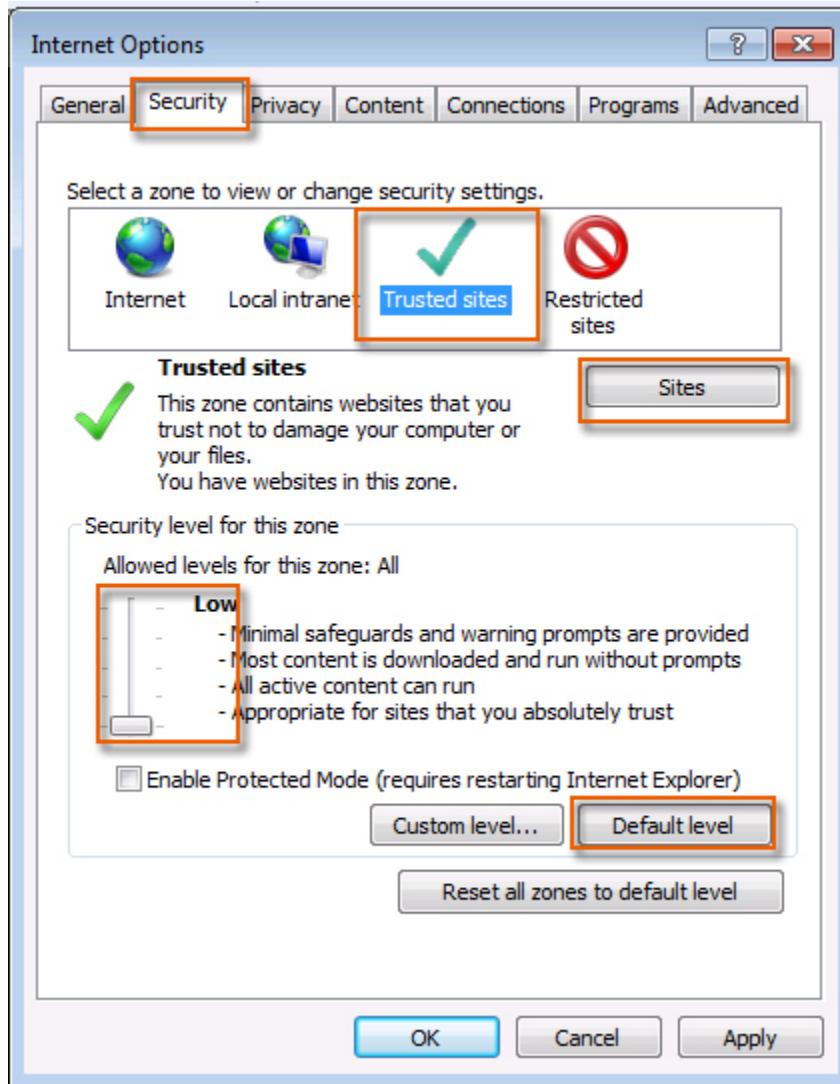 Internet Options
General Security Privacy Content Connections Programs Advanced
Select a zone to view or change security settings.
Internet Local intranet Trusted sites Restricted
sites
Trusted sites
Sites
This zone contains websites that you
trust not to damage your computer or
your files.
You have websites in this zone.
Security level for this zone
Allowed levels for this zone: All
Low
- Minimal safeguards and warning prompts are provided
- Most content is downloaded and run without prompts
- All active content can run
- Appropriate for sites that you absolutely trust
Enable Protected Mode (requires restarting Internet Explorer)
Custom level... Default level
Reset all zones to default level
OK Cancel Apply